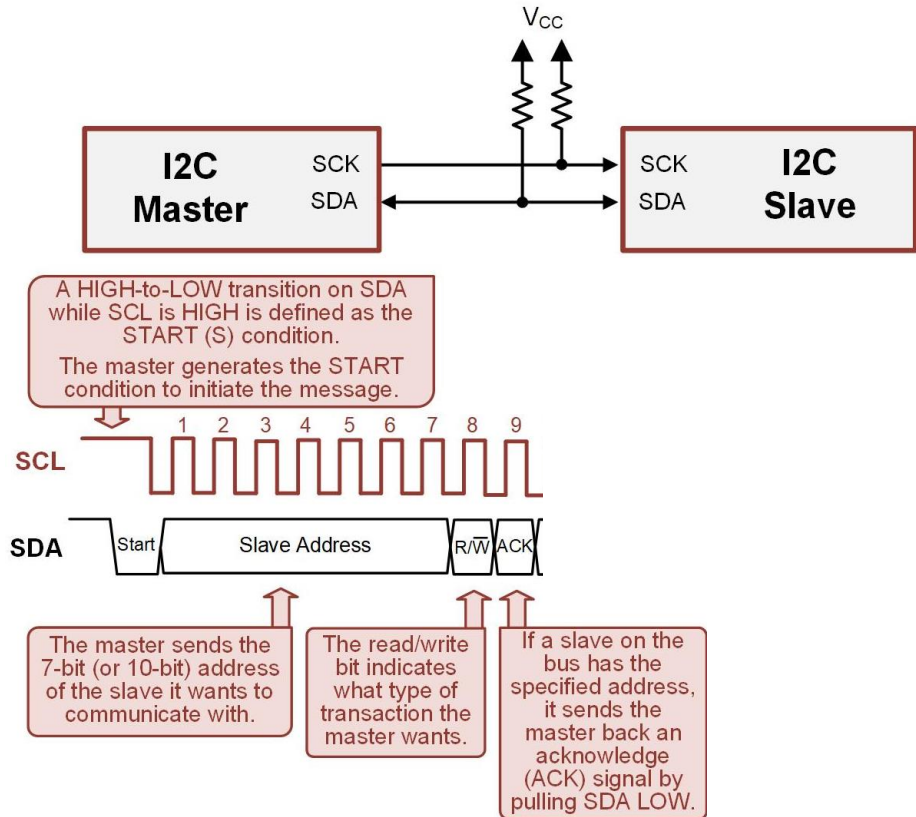 V_CC
I2C
Master
SCK
SDA
SCK
SDA
I2C
Slave
A HIGH-to-LOW transition on SDA
while SCL is HIGH is defined as the
START (S) condition.
The master generates the START
condition to initiate the message.
1 2 3 4 5 6 7 8 9
SCL
SDA
Start
Slave Address
R/W̅
ACK
The master sends the
7-bit (or 10-bit) address
of the slave it wants to
communicate with.
The read/write
bit indicates
what type of
transaction the
master wants.
If a slave on the
bus has the
specified address,
it sends the
master back an
acknowledge
(ACK) signal by
pulling SDA LOW.